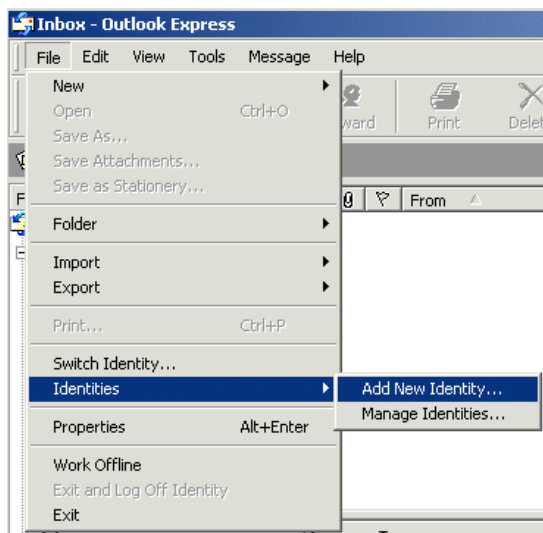 Inbox - Outlook Express
File Edit View Tools Message Help
New
Open Ctrl+O
Save As...
Save Attachments...
Save as Stationery...
Folder
Import
Export
Print... Ctrl+P
Switch Identity...
Identities
Properties Alt+Enter
Work Offline
Exit and Log Off Identity
Exit
ward Print Delet
From
Add New Identity...
Manage Identities...